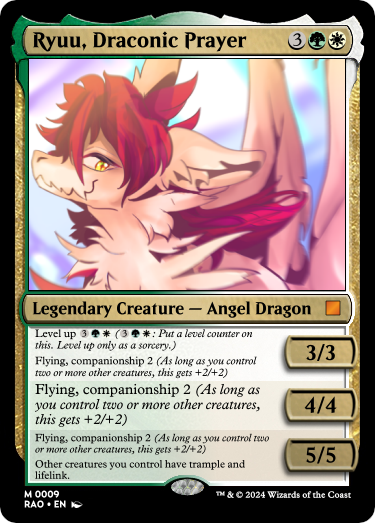 Ryuu, Draconic Prayer 3
Legendary Creature — Angel Dragon
Level up 3 (3 : Put a level counter on
this. Level up only as a sorcery.)
Flying, companionship 2 (As long as you control
two or more other creatures, this gets +2/+2)
3/3
Flying, companionship 2 (As long as
you control two or more other creatures,
this gets +2/+2)
4/4
Flying, companionship 2 (As long as you control two
or more other creatures, this gets +2/+2)
Other creatures you control have trample and
lifelink.
5/5
M 0009
RAO • EN
™ & © 2024 Wizards of the Coast